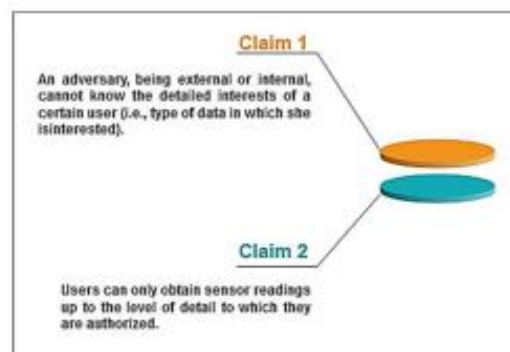 Claim 1
An adversary, being external or internal,
cannot know the detailed interests of a
certain user (i.e., type of data in which she
isinterested).
Claim 2
Users can only obtain sensor readings
up to the level of detail to which they
are authorized.